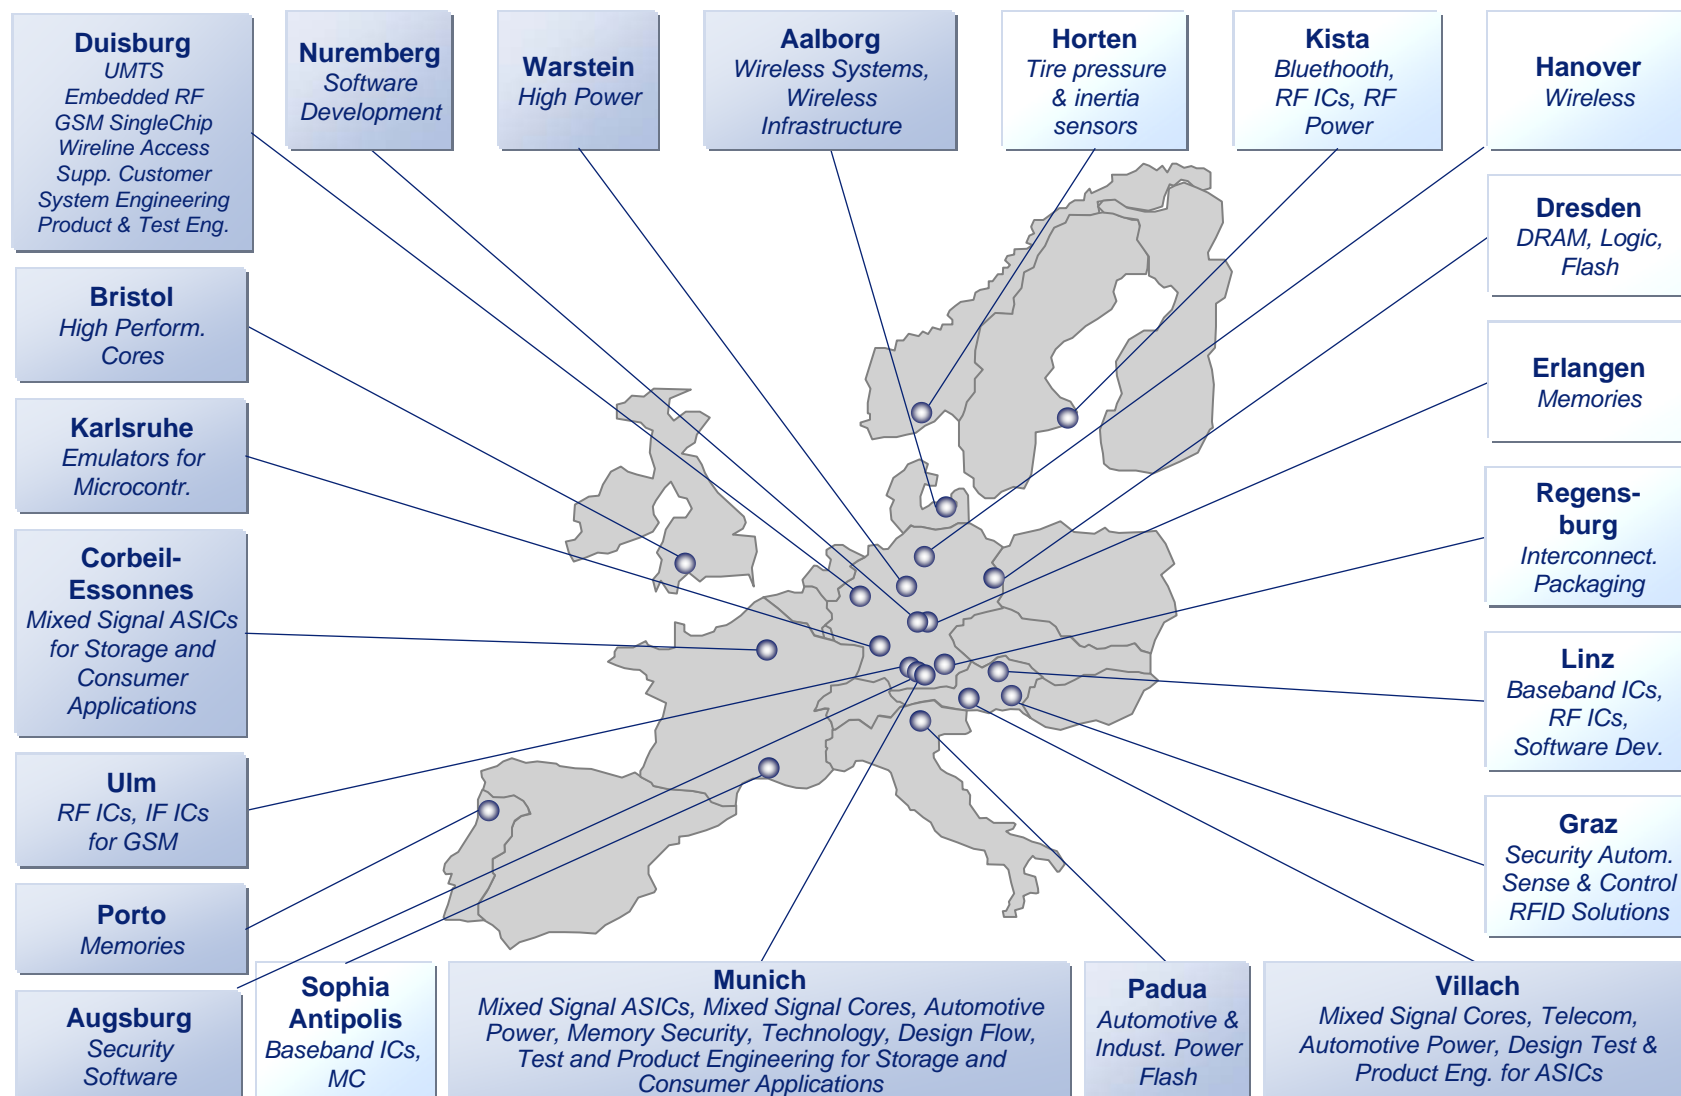 Duisburg
UMTS
Embedded RF
GSM SingleChip
Wireline Access
Supp. Customer
System Engineering
Product & Test Eng.
Nuremberg
Software
Development
Warstein
High Power
Aalborg
Wireless Systems,
Wireless
Infrastructure
Horten
Tire pressure
& inertia
sensors
Kista
Bluethooth,
RF ICs, RF
Power
Hanover
Wireless
Dresden
DRAM, Logic,
Flash
Bristol
High Perform.
Cores
Erlangen
Memories
Karlsruhe
Emulators for
Microcontr.
Regens-
burg
Interconnect.
Packaging
Corbeil-
Essonnes
Mixed Signal ASICs
for Storage and
Consumer
Applications
Linz
Baseband ICs,
RF ICs,
Software Dev.
Ulm
RF ICs, IF ICs
for GSM
Graz
Security Autom.
Sense & Control
RFID Solutions
Porto
Memories
Augsburg
Security
Software
Sophia
Antipolis
Baseband ICs,
MC
Munich
Mixed Signal ASICs, Mixed Signal Cores, Automotive
Power, Memory Security, Technology, Design Flow,
Test and Product Engineering for Storage and
Consumer Applications
Padua
Automotive &
Indust. Power
Flash
Villach
Mixed Signal Cores, Telecom,
Automotive Power, Design Test &
Product Eng. for ASICs